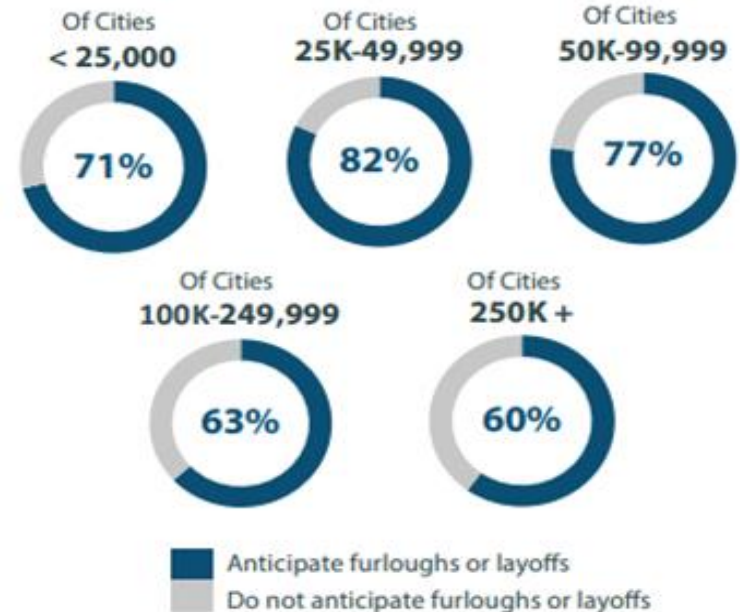 Of Cities
< 25,000
71%
Of Cities
25K-49,999
82%
Of Cities
50K-99,999
77%
Of Cities
100K-249,999
63%
Of Cities
250K +
60%
Anticipate furloughs or layoffs
Do not anticipate furloughs or layoffs